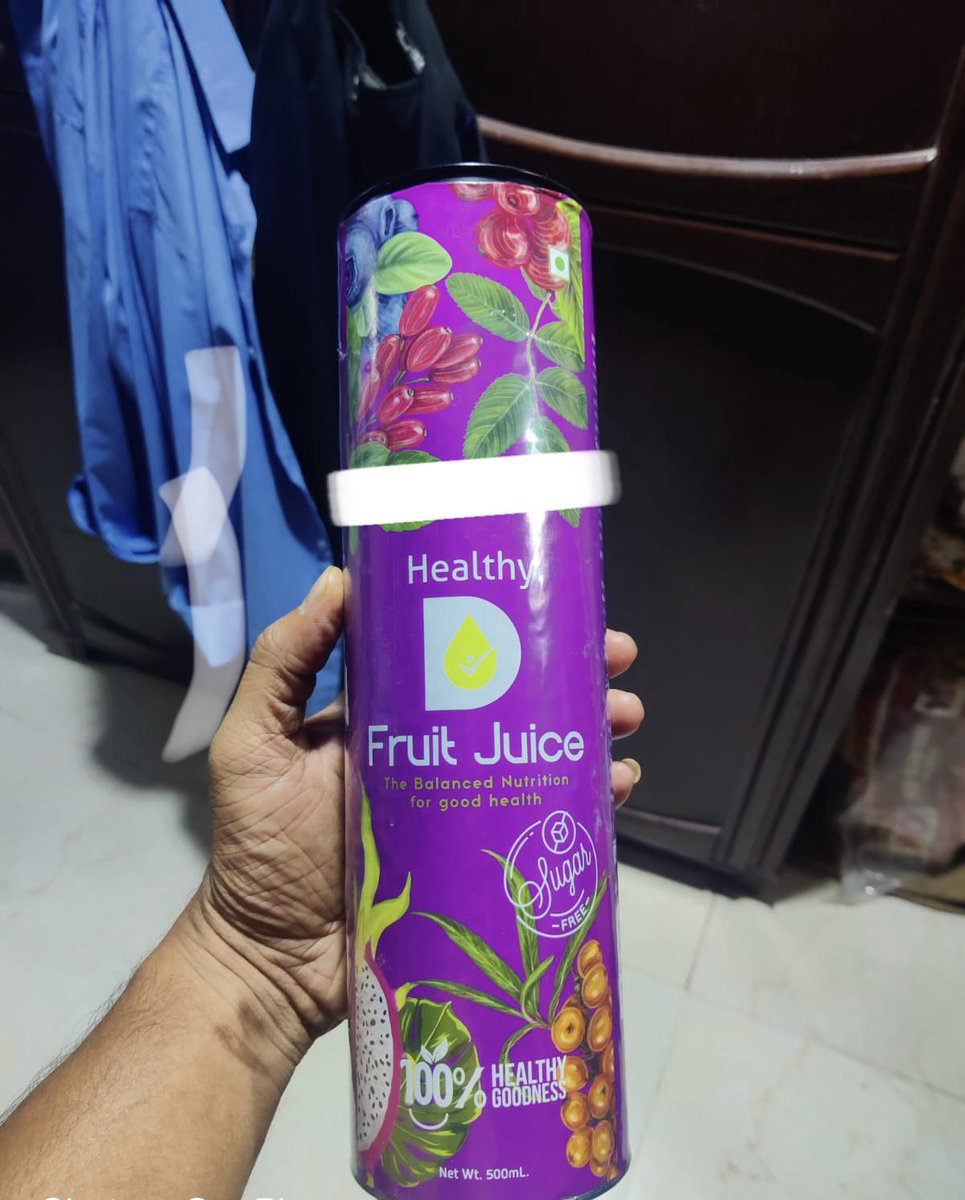 Healthy
D
Fruit Juice
The Balanced Nutrition
for good health
Sugar
-FREE-
100% HEALTHY
GOODNESS
Net Wt. 500mL.